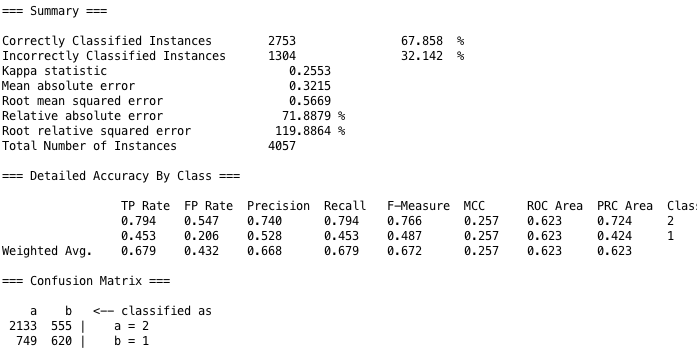 === Summary ===
Correctly Classified Instances 2753 67.858 %
Incorrectly Classified Instances 1304 32.142 %
Kappa statistic 0.2553
Mean absolute error 0.3215
Root mean squared error 0.5669
Relative absolute error 71.8879 %
Root relative squared error 119.8864 %
Total Number of Instances 4057
=== Detailed Accuracy By Class ===
TP Rate FP Rate Precision Recall F-Measure MCC ROC Area PRC Area Clas
0.794 0.547 0.740 0.794 0.766 0.257 0.623 0.724 2
0.453 0.206 0.528 0.453 0.487 0.257 0.623 0.424 1
Weighted Avg. 0.679 0.432 0.668 0.679 0.672 0.257 0.623 0.623
=== Confusion Matrix ===
a b <-- classified as
2133 555 | a = 2
749 620 | b = 1